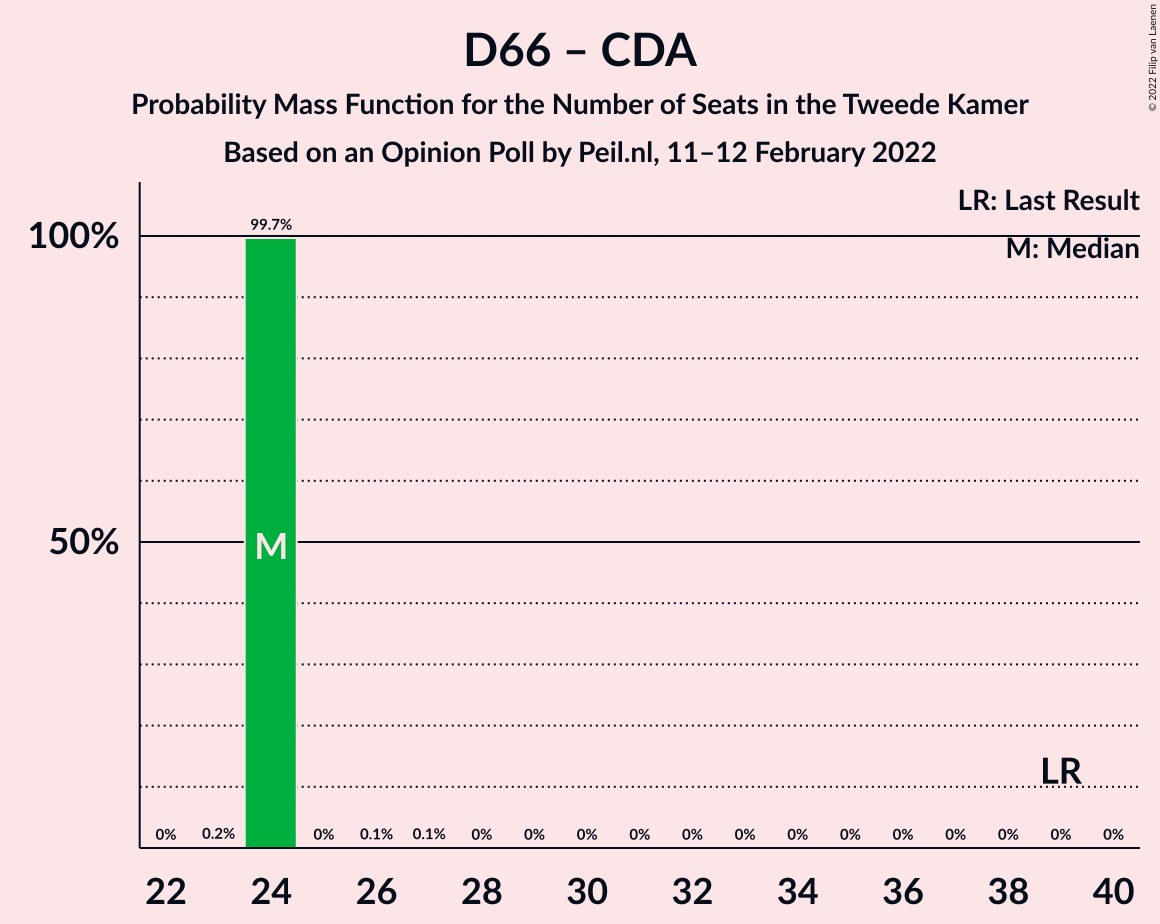 D66 – CDA
Probability Mass Function for the Number of Seats in the Tweede Kamer
Based on an Opinion Poll by Peil.nl, 11–12 February 2022
© 2022 Filip van Laenen
LR: Last Result
M: Median
99.7%
100%
50%
M
LR
0% 0.2% 0% 0.1% 0.1% 0% 0% 0% 0% 0% 0% 0% 0% 0% 0% 0% 0% 0%
22 24 26 28 30 32 34 36 38 40